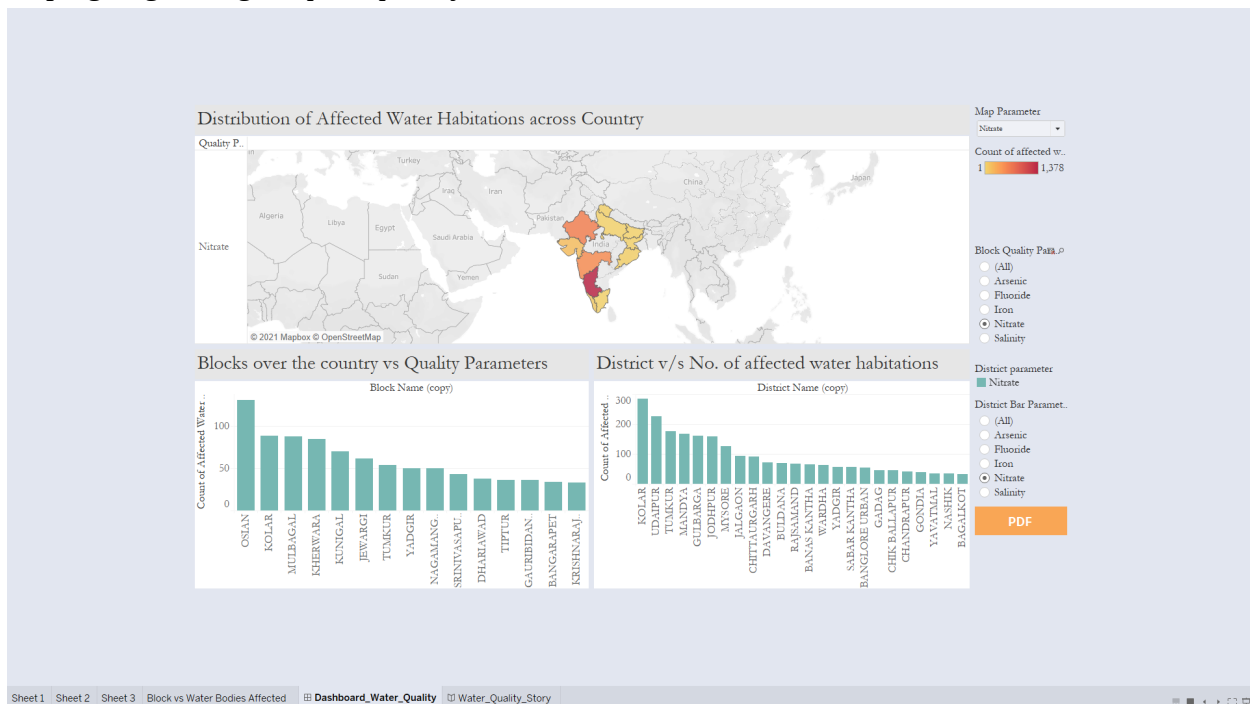 Distribution of Affected Water Habitations across Country
Quality P..
Nitrate
Turkey
China
Japan
Iraq
Iran
Algeria
Libya
Egypt
Pakistan
Saudi Arabia
India
Sudan
Yemen
© 2021 Mapbox © OpenStreetMap
Map Parameter
Nitrate
Count of affected w..
1 1,378
Block Quality Para..
(All)
Arsenic
Fluoride
Iron
Nitrate
Salinity
Blocks over the country vs Quality Parameters
Block Name (copy)
Count of Affected Water ..
100
50
0
OSIAN
KOLAR
MULBAGAL
KHERWARA
KUNIGAL
JEWARGI
TUMKUR
YADGIR
NAGAMANG..
SRINIVASAPU..
DHARIAWAD
TIPTUR
GAURIBIDAN..
BANGARAPET
KRISHNARAJ..
District v/s No. of affected water habitations
District Name (copy)
Count of Affected ..
300
200
100
0
KOLAR
UDAIPUR
TUMKUR
MANDYA
GULBARGA
JODHPUR
MYSORE
JALGAON
CHITTAURGARH
DAVANGERE
BULDANA
RAJSAMAND
BANAS KANTHA
WARDHA
YADGIR
SABAR KANTHA
BANGLORE URBAN
GADAG
CHIK BALLAPUR
CHANDRAPUR
GONDIA
YAVATMAL
NASHIK
BAGALKOT
District parameter
Nitrate
District Bar Paramet..
(All)
Arsenic
Fluoride
Iron
Nitrate
Salinity
PDF
Sheet 1 Sheet 2 Sheet 3 Block vs Water Bodies Affected Dashboard_Water_Quality Water_Quality_Story